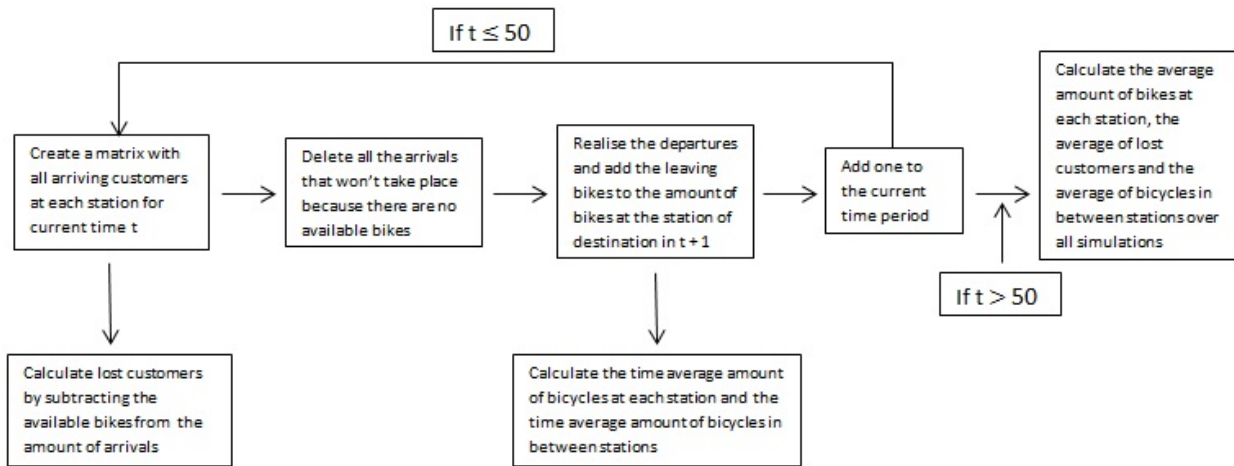 If t ≤ 50
Create a matrix with
all arriving customers
at each station for
current time t
Delete all the arrivals
that won't take place
because there are no
available bikes
Realise the departures
and add the leaving
bikes to the amount of
bikes at the station of
destination in t + 1
Add one to
the current
time period
Calculate the average
amount of bikes at
each station, the
average of lost
customers and the
average of bicycles in
between stations over
all simulations
If t > 50
Calculate lost customers
by subtracting the
available bikes from the
amount of arrivals
Calculate the time average amount
of bicycles at each station and the
time average amount of bicycles in
between stations